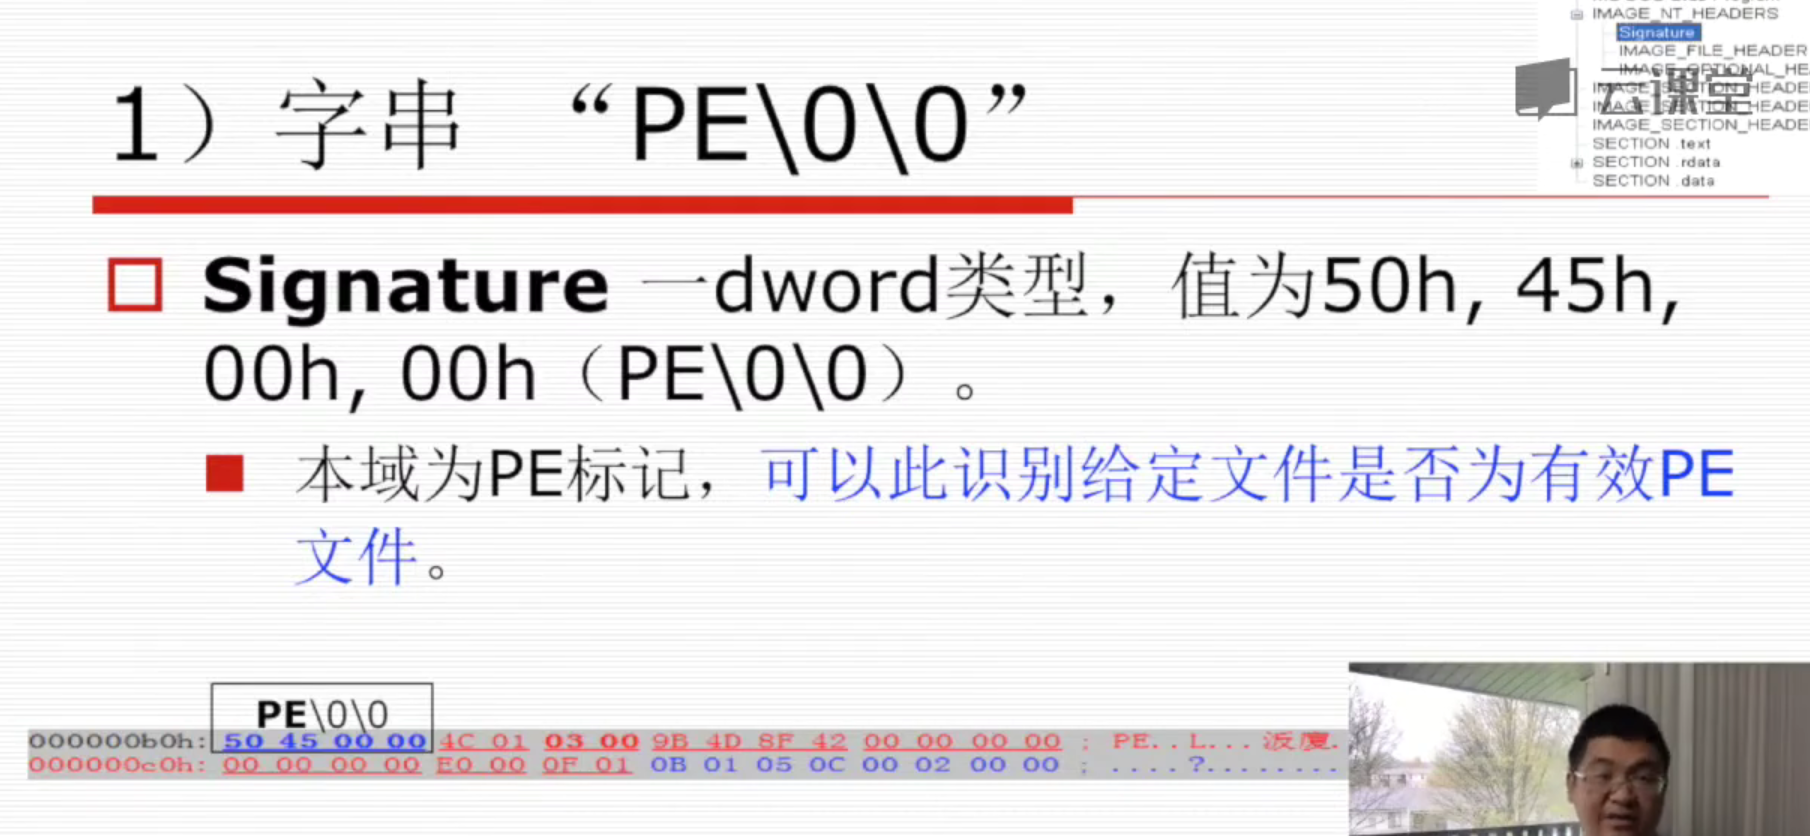 IMAGE_NT_HEADERS
Signature
IMAGE_FILE_HEADER
IMAGE_OPTIONAL_HEA
云课堂
IMAGE_SECTION_HEADE
IMAGE_SECTION_HEADE
IMAGE_SECTION_HEADE
SECTION .text
SECTION .rdata
SECTION .data
1）字串 “PE\0\0”
Signature 一dword类型，值为50h, 45h,
00h, 00h（PE\0\0）。
本域为PE标记，可以此识别给定文件是否为有效PE
文件。
PE\0\0
000000b0h: 50 45 00 00 4C 01 03 00 9B 4D 8F 42 00 00 00 00 ; PE..L...
000000c0h: 00 00 00 00 E0 00 0F 01 0B 01 05 0C 00 02 00 00 ; ....?........